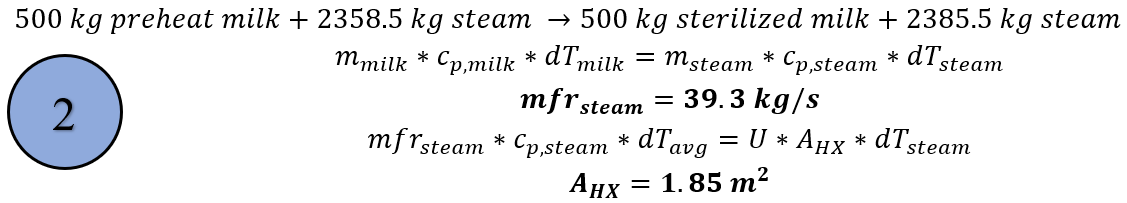 500 kg preheat milk + 2358.5 kg steam → 500 kg sterilized milk + 2385.5 kg steam
m_milk * c_p,milk * dT_milk = m_steam * c_p,steam * dT_steam
mfr_steam = 39.3 kg/s
2
mfr_steam * c_p,steam * dT_avg = U * A_HX * dT_steam
A_HX = 1.85 m²